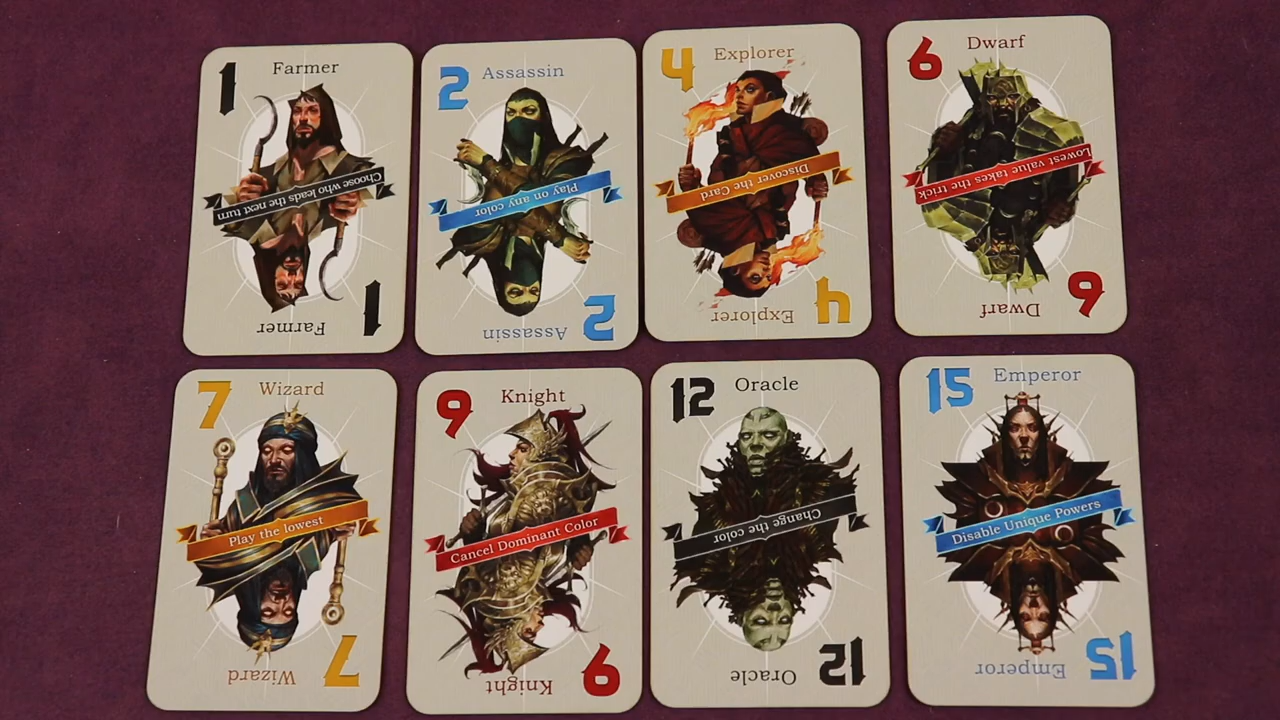 1 Farmer
Choose who leads the next turn
Farmer 1
2 Assassin
Play on any color
Assassin 2
4 Explorer
Discover the Card
Explorer 4
6 Dwarf
Lowest value takes the trick
Dwarf 6
7 Wizard
Play the lowest
Wizard 7
9 Knight
Cancel Dominant Color
Knight 9
12 Oracle
Change the color
Oracle 12
15 Emperor
Disable Unique Powers
Emperor 15